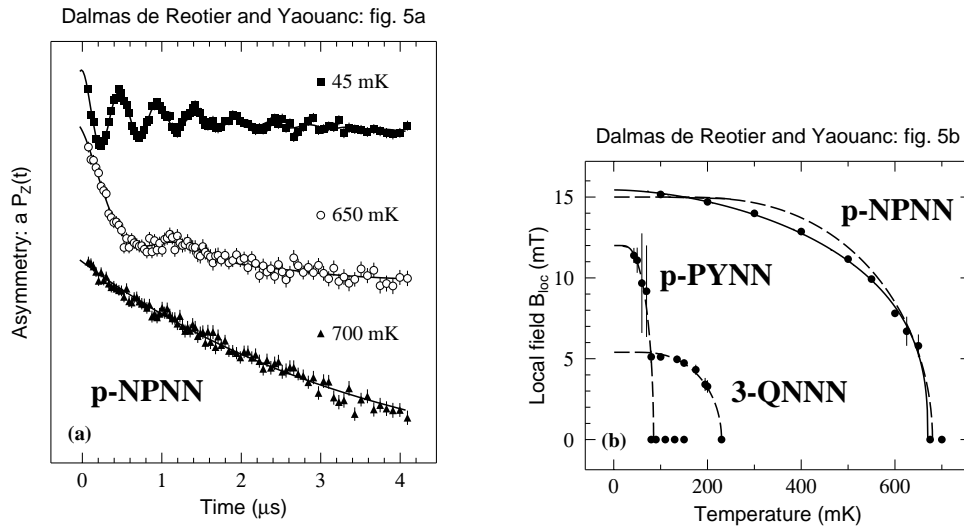 Dalmas de Reotier and Yaouanc: fig. 5a
45 mK
650 mK
700 mK
p-NPNN
(a)
Asymmetry: a P_Z(t)
0 1 2 3 4
Time (μs)
Dalmas de Reotier and Yaouanc: fig. 5b
p-NPNN
p-PYNN
3-QNNN
(b)
Local field B_loc (mT)
15
10
5
0
0 200 400 600
Temperature (mK)